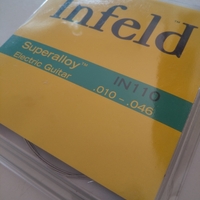 Infeld
Superalloy™
Electric Guitar
IN110
.010 – .046